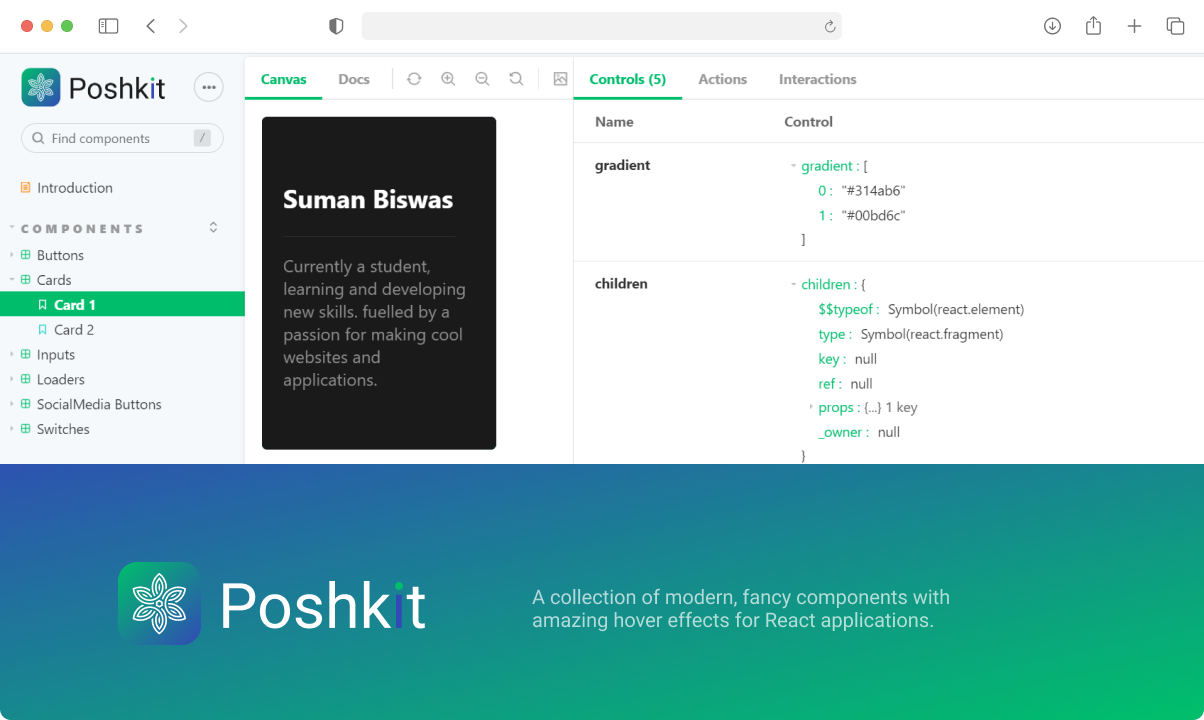 Poshkit
Find components /
Introduction
COMPONENTS
Buttons
Cards
Card 1
Card 2
Inputs
Loaders
SocialMedia Buttons
Switches
Canvas Docs
Suman Biswas
Currently a student,
learning and developing
new skills. fuelled by a
passion for making cool
websites and
applications.
Controls (5) Actions Interactions
Name Control
gradient gradient : [
0 : "#314ab6"
1 : "#00bd6c"
]
children children : {
$$typeof : Symbol(react.element)
type : Symbol(react.fragment)
key : null
ref : null
props : {...} 1 key
_owner : null
}
Poshkit
A collection of modern, fancy components with
amazing hover effects for React applications.